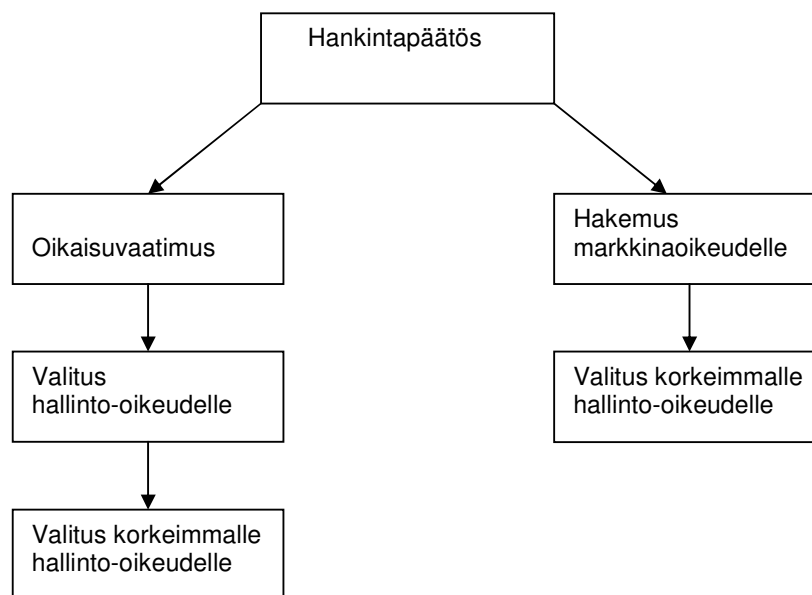 Hankintapäätös
Oikaisuvaatimus
Hakemus
markkinaoikeudelle
Valitus
hallinto-oikeudelle
Valitus korkeimmalle
hallinto-oikeudelle
Valitus korkeimmalle
hallinto-oikeudelle